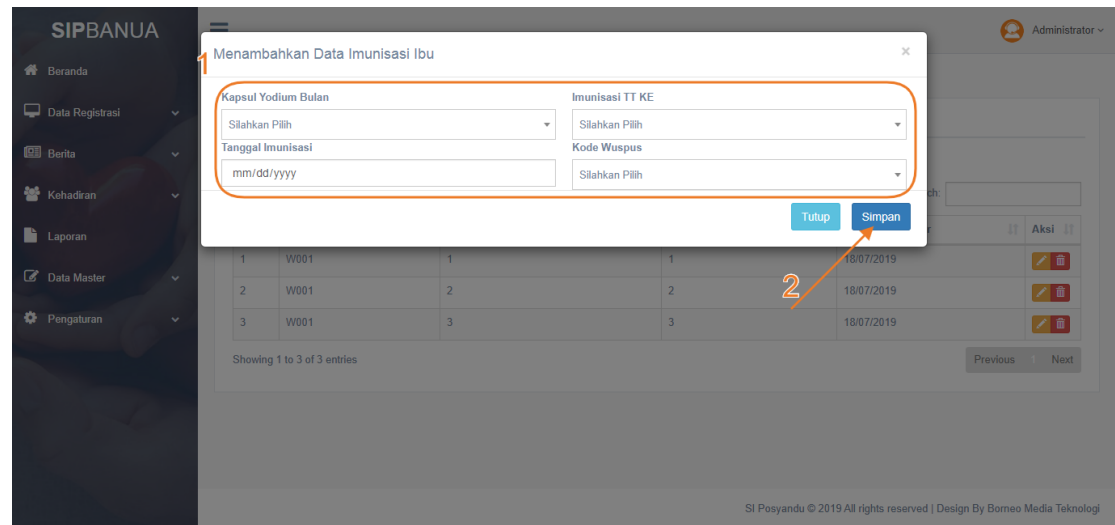 SIPBANUA
Administrator
1
Menambahkan Data Imunisasi Ibu
×
Beranda
Data Registrasi
Berita
Kehadiran
Laporan
Data Master
Pengaturan
Kapsul Yodium Bulan
Imunisasi TT KE
Silahkan Pilih
Silahkan Pilih
Tanggal Imunisasi
Kode Wuspus
mm/dd/yyyy
Silahkan Pilih
ch:
Tutup
Simpan
r
Aksi
1 W001 1 1 18/07/2019
2
2 W001 2 2 18/07/2019
3 W001 3 3 18/07/2019
Showing 1 to 3 of 3 entries
Previous 1 Next
SI Posyandu © 2019 All rights reserved | Design By Borneo Media Teknologi